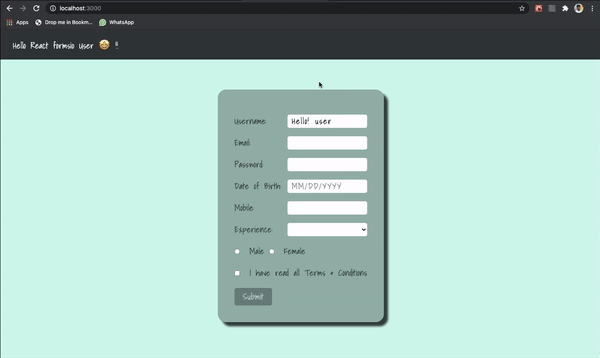 localhost:3000
Apps Drop me in Bookm... WhatsApp
Hello React formsio User 🤩
Username: Hello! user
Email:
Password:
Date of Birth: MM/DD/YYYY
Mobile:
Experience:
Male Female
I have read all Terms & Conditions
Submit